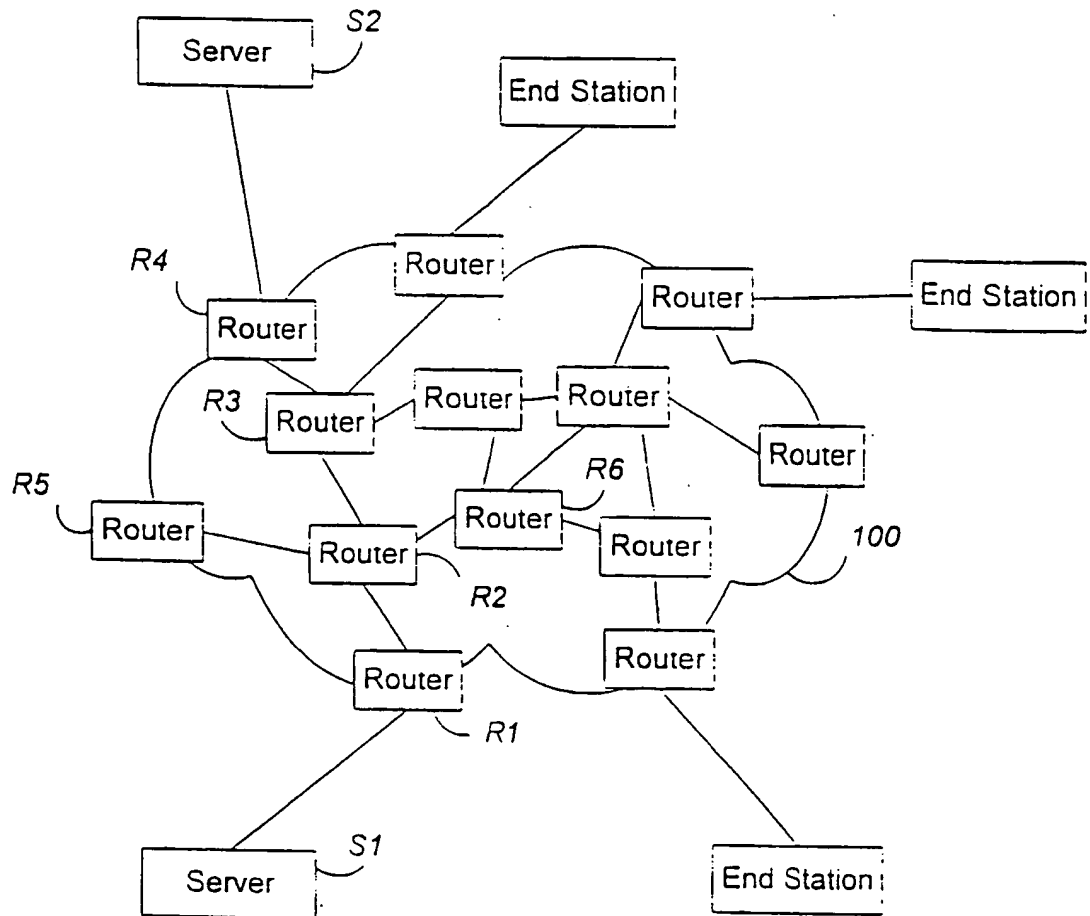 S2
Server
End Station
R4
Router
Router
End Station
Router
R3
Router
Router
Router
Router
R5
Router
R6
Router
Router
Router
100
R2
Router
Router
R1
S1
Server
End Station